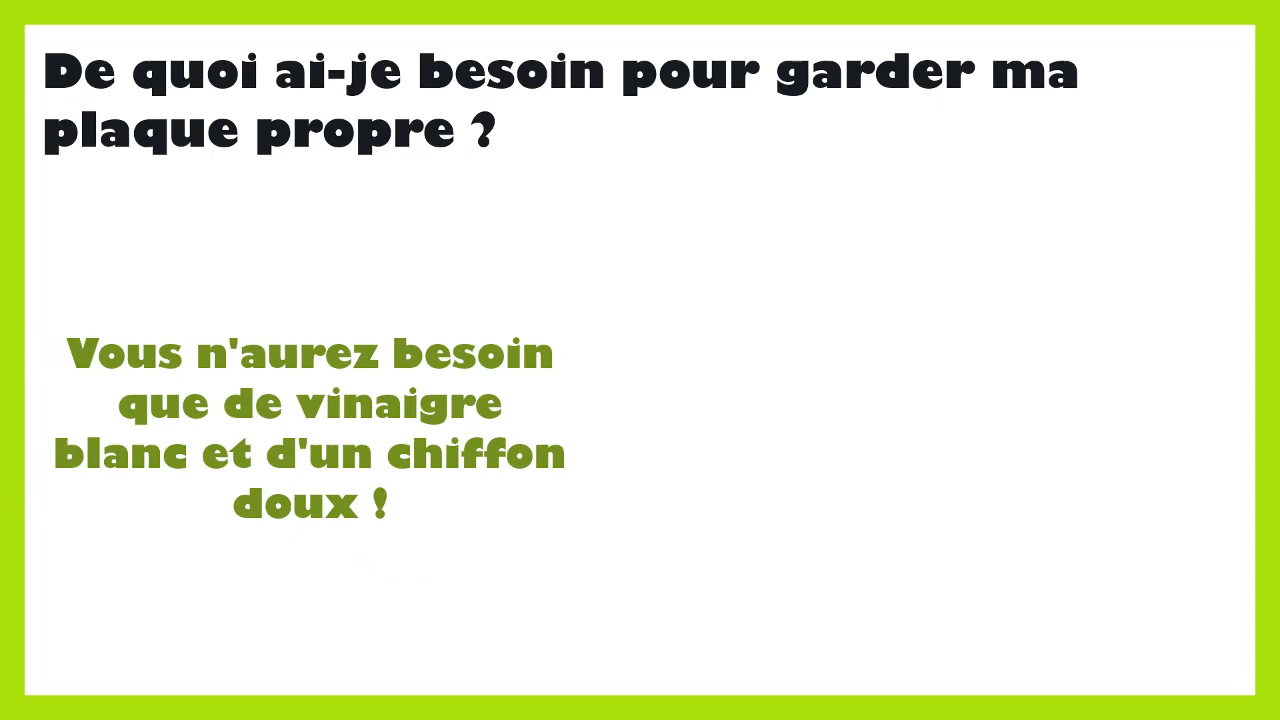 De quoi ai-je besoin pour garder ma
plaque propre ?
Vous n'aurez besoin
que de vinaigre
blanc et d'un chiffon
doux !